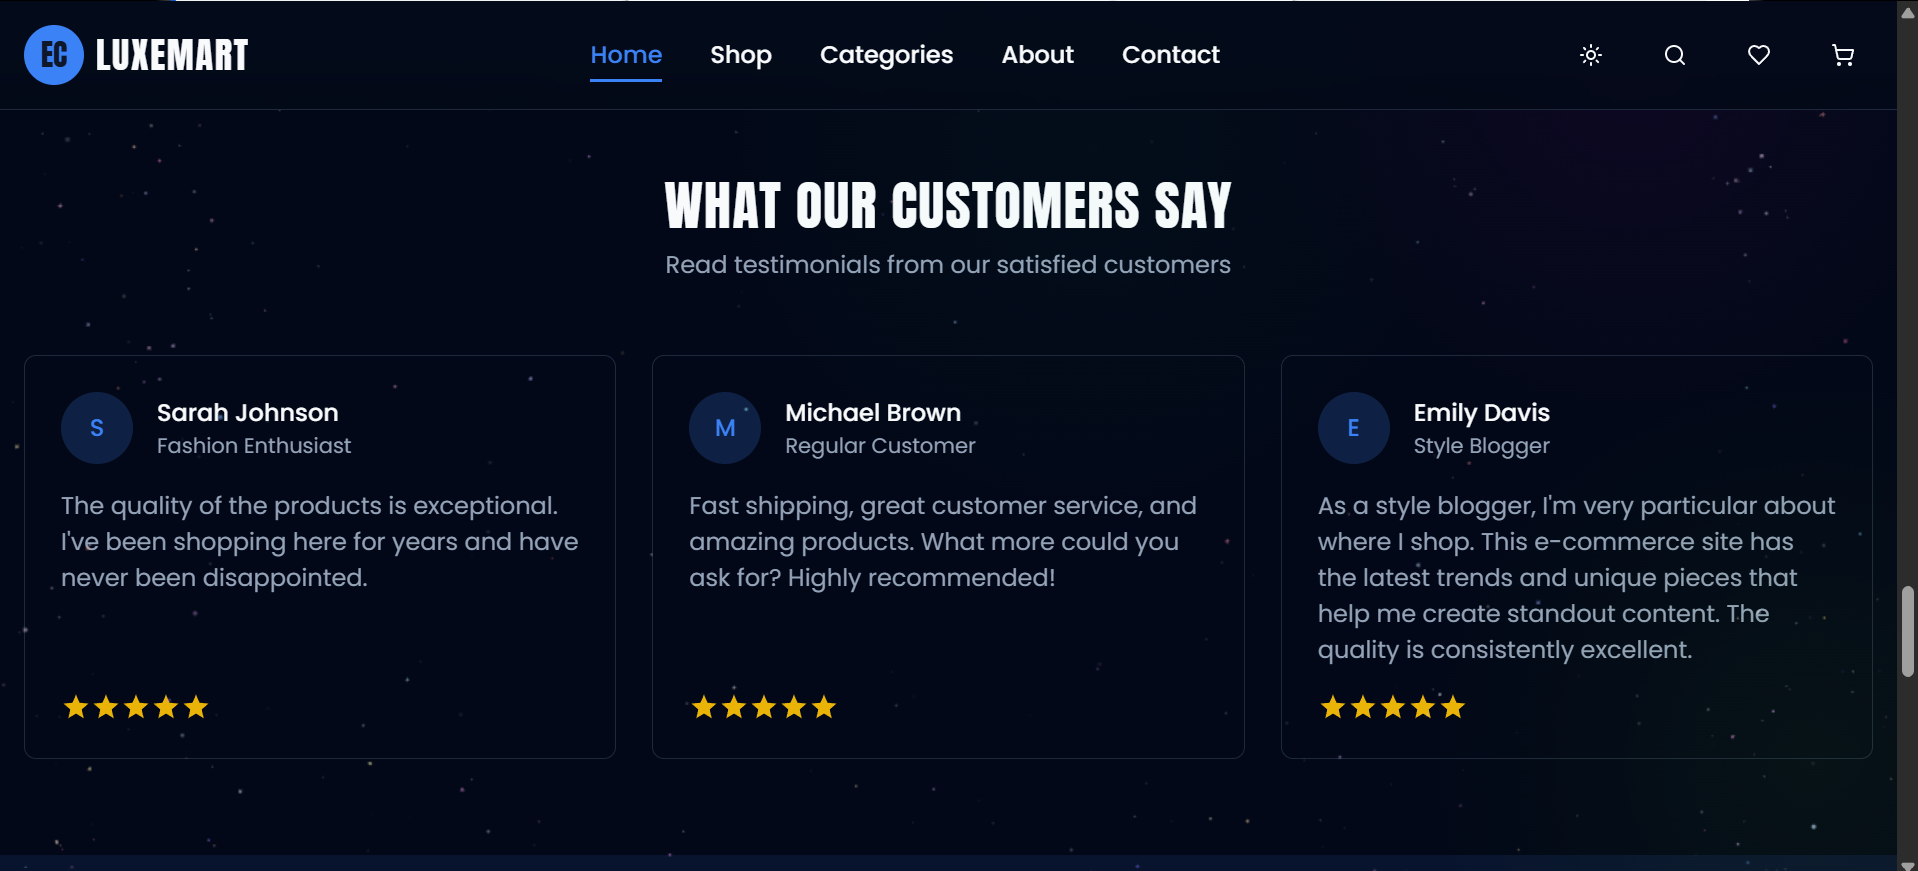 EC LUXEMART
Home Shop Categories About Contact
WHAT OUR CUSTOMERS SAY
Read testimonials from our satisfied customers
S
Sarah Johnson
Fashion Enthusiast
The quality of the products is exceptional.
I've been shopping here for years and have
never been disappointed.
M
Michael Brown
Regular Customer
Fast shipping, great customer service, and
amazing products. What more could you
ask for? Highly recommended!
E
Emily Davis
Style Blogger
As a style blogger, I'm very particular about
where I shop. This e-commerce site has
the latest trends and unique pieces that
help me create standout content. The
quality is consistently excellent.